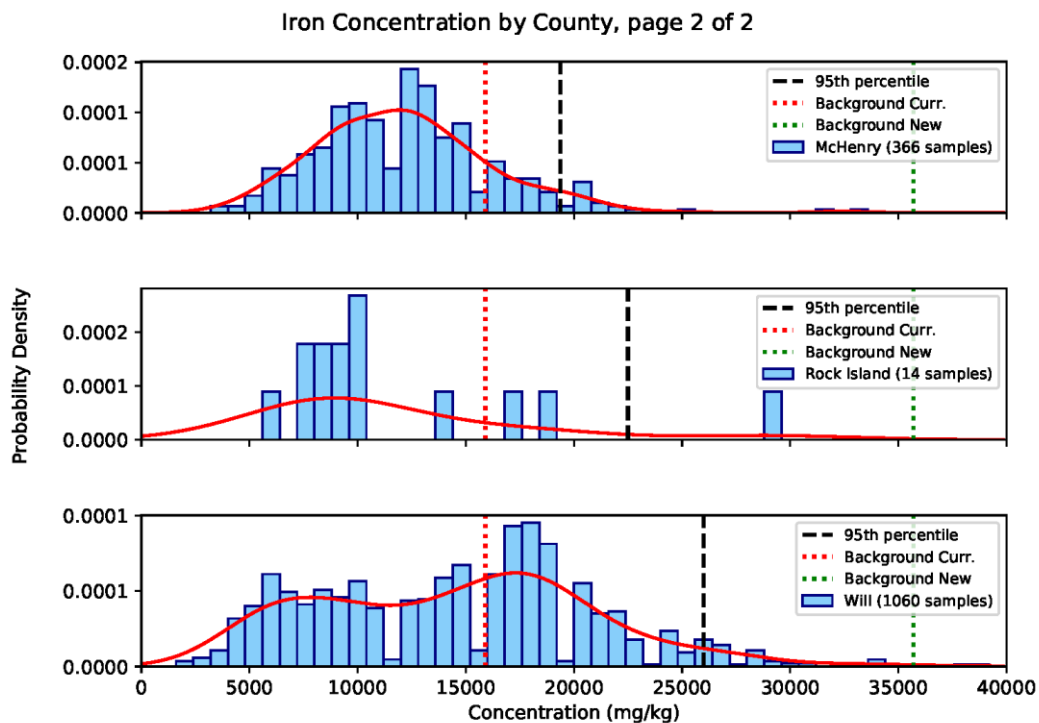 Iron Concentration by County, page 2 of 2
0.0002
0.0001
0.0001
0.0000
95th percentile
Background Curr.
Background New
McHenry (366 samples)
Probability Density
0.0002
0.0001
0.0000
95th percentile
Background Curr.
Background New
Rock Island (14 samples)
0.0001
0.0001
0.0000
95th percentile
Background Curr.
Background New
Will (1060 samples)
0 5000 10000 15000 20000 25000 30000 35000 40000
Concentration (mg/kg)